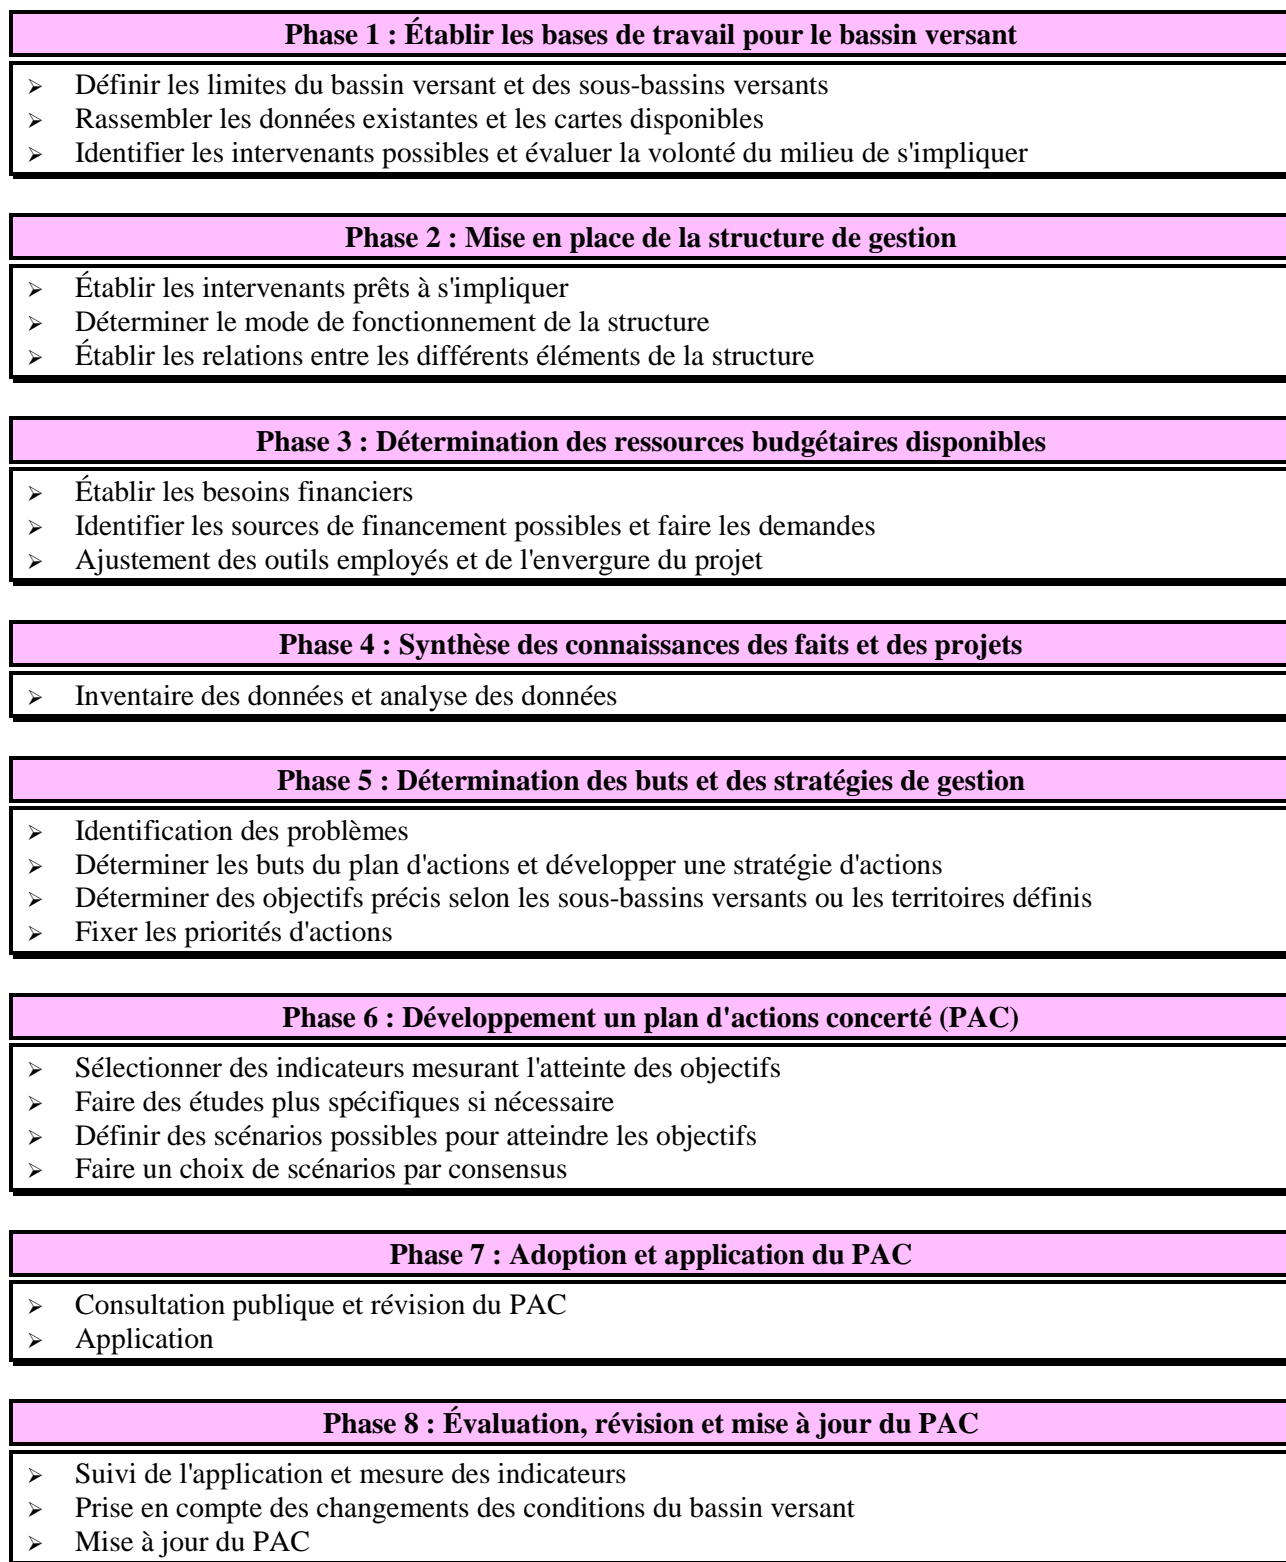 Phase 1 : Établir les bases de travail pour le bassin versant
➢ Définir les limites du bassin versant et des sous-bassins versants
➢ Rassembler les données existantes et les cartes disponibles
➢ Identifier les intervenants possibles et évaluer la volonté du milieu de s'impliquer
Phase 2 : Mise en place de la structure de gestion
➢ Établir les intervenants prêts à s'impliquer
➢ Déterminer le mode de fonctionnement de la structure
➢ Établir les relations entre les différents éléments de la structure
Phase 3 : Détermination des ressources budgétaires disponibles
➢ Établir les besoins financiers
➢ Identifier les sources de financement possibles et faire les demandes
➢ Ajustement des outils employés et de l'envergure du projet
Phase 4 : Synthèse des connaissances des faits et des projets
➢ Inventaire des données et analyse des données
Phase 5 : Détermination des buts et des stratégies de gestion
➢ Identification des problèmes
➢ Déterminer les buts du plan d'actions et développer une stratégie d'actions
➢ Déterminer des objectifs précis selon les sous-bassins versants ou les territoires définis
➢ Fixer les priorités d'actions
Phase 6 : Développement un plan d'actions concerté (PAC)
➢ Sélectionner des indicateurs mesurant l'atteinte des objectifs
➢ Faire des études plus spécifiques si nécessaire
➢ Définir des scénarios possibles pour atteindre les objectifs
➢ Faire un choix de scénarios par consensus
Phase 7 : Adoption et application du PAC
➢ Consultation publique et révision du PAC
➢ Application
Phase 8 : Évaluation, révision et mise à jour du PAC
➢ Suivi de l'application et mesure des indicateurs
➢ Prise en compte des changements des conditions du bassin versant
➢ Mise à jour du PAC